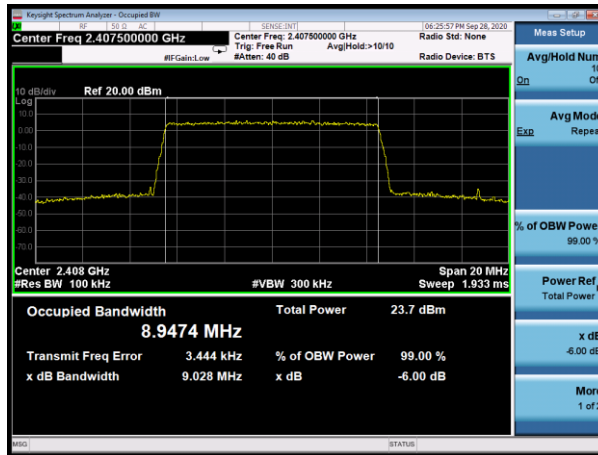 Keysight Spectrum Analyzer - Occupied BW
RF 50 Ω AC SENSE:INT 06:25:57 PM Sep 28, 2020
Center Freq 2.407500000 GHz
Center Freq: 2.407500000 GHz
Radio Std: None
Trig: Free Run Avg|Hold:>10/10
#IFGain:Low #Atten: 40 dB Radio Device: BTS
10 dB/div Ref 20.00 dBm
Log
10.0
0.00
-10.0
-20.0
-30.0
-40.0
-50.0
-60.0
-70.0
Center 2.408 GHz Span 20 MHz
#Res BW 100 kHz #VBW 300 kHz Sweep 1.933 ms
Occupied Bandwidth Total Power 23.7 dBm
8.9474 MHz
Transmit Freq Error 3.444 kHz % of OBW Power 99.00 %
x dB Bandwidth 9.028 MHz x dB -6.00 dB
MSG STATUS
Meas Setup
Avg/Hold Num
On
Avg Mode
Exp Repea
% of OBW Powe
99.00 %
Power Ref
Total Power
x dB
-6.00 dB
More
1 of